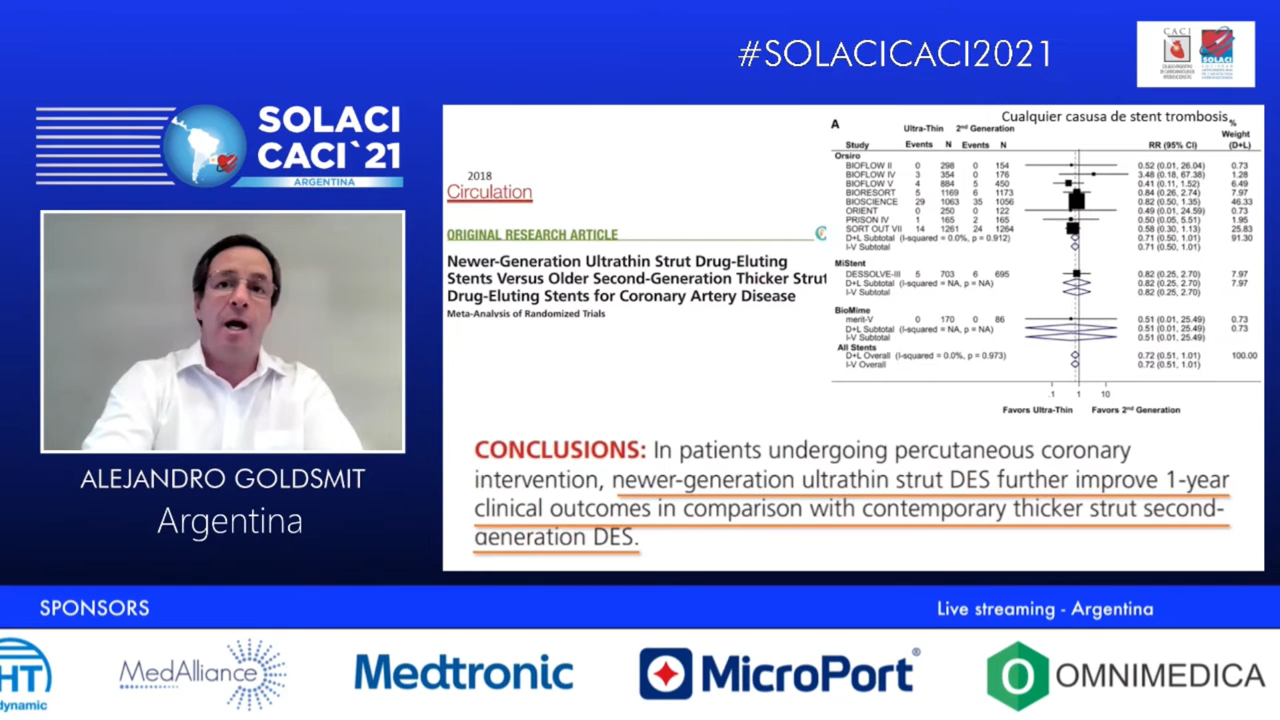 #SOLACICACI2021
CACI
SOLACI
SOLACI
CACI`21
ARGENTINA
ALEJANDRO GOLDSMIT
Argentina
2018
Circulation
ORIGINAL RESEARCH ARTICLE
Newer-Generation Ultrathin Strut Drug-Eluting
Stents Versus Older Second-Generation Thicker Strut
Drug-Eluting Stents for Coronary Artery Disease
Meta-Analysis of Randomized Trials
Cualquier casusa de stent trombosis
A
Ultra-Thin 2nd Generation % Weight
Study Events N Events N RR (95% CI) (D+L)
Orsiro
BIOFLOW II 0 298 0 154 0.52 (0.01, 26.04) 0.73
BIOFLOW IV 3 354 0 176 3.48 (0.18, 67.38) 1.28
BIOFLOW V 4 884 5 450 0.41 (0.11, 1.52) 6.49
BIORESORT 5 1169 6 1173 0.84 (0.26, 2.74) 7.97
BIOSCIENCE 29 1063 35 1056 0.82 (0.50, 1.35) 46.33
ORIENT 0 250 0 122 0.49 (0.01, 24.59) 0.73
PRISON IV 1 165 2 165 0.50 (0.05, 5.51) 1.95
SORT OUT VII 14 1261 24 1264 0.58 (0.30, 1.13) 25.83
D+L Subtotal (I-squared = 0.0%, p = 0.912) 0.71 (0.50, 1.01) 91.30
I-V Subtotal 0.71 (0.50, 1.01)
MiStent
DESSOLVE-III 5 703 6 695 0.82 (0.25, 2.70) 7.97
D+L Subtotal (I-squared = NA, p = NA) 0.82 (0.25, 2.70) 7.97
I-V Subtotal 0.82 (0.25, 2.70)
BioMime
merit-V 0 170 0 86 0.51 (0.01, 25.49) 0.73
D+L Subtotal (I-squared = NA, p = NA) 0.51 (0.01, 25.49) 0.73
I-V Subtotal 0.51 (0.01, 25.49)
All Stents
D+L Overall (I-squared = 0.0%, p = 0.973) 0.72 (0.51, 1.01) 100.00
I-V Overall 0.72 (0.51, 1.01)
.1 1 10
Favors Ultra-Thin Favors 2nd Generation
CONCLUSIONS: In patients undergoing percutaneous coronary
intervention, newer-generation ultrathin strut DES further improve 1-year
clinical outcomes in comparison with contemporary thicker strut second-
generation DES.
SPONSORS
Live streaming - Argentina
HT
dynamic
MedAlliance
Medtronic
MicroPort®
OMNIMEDICA